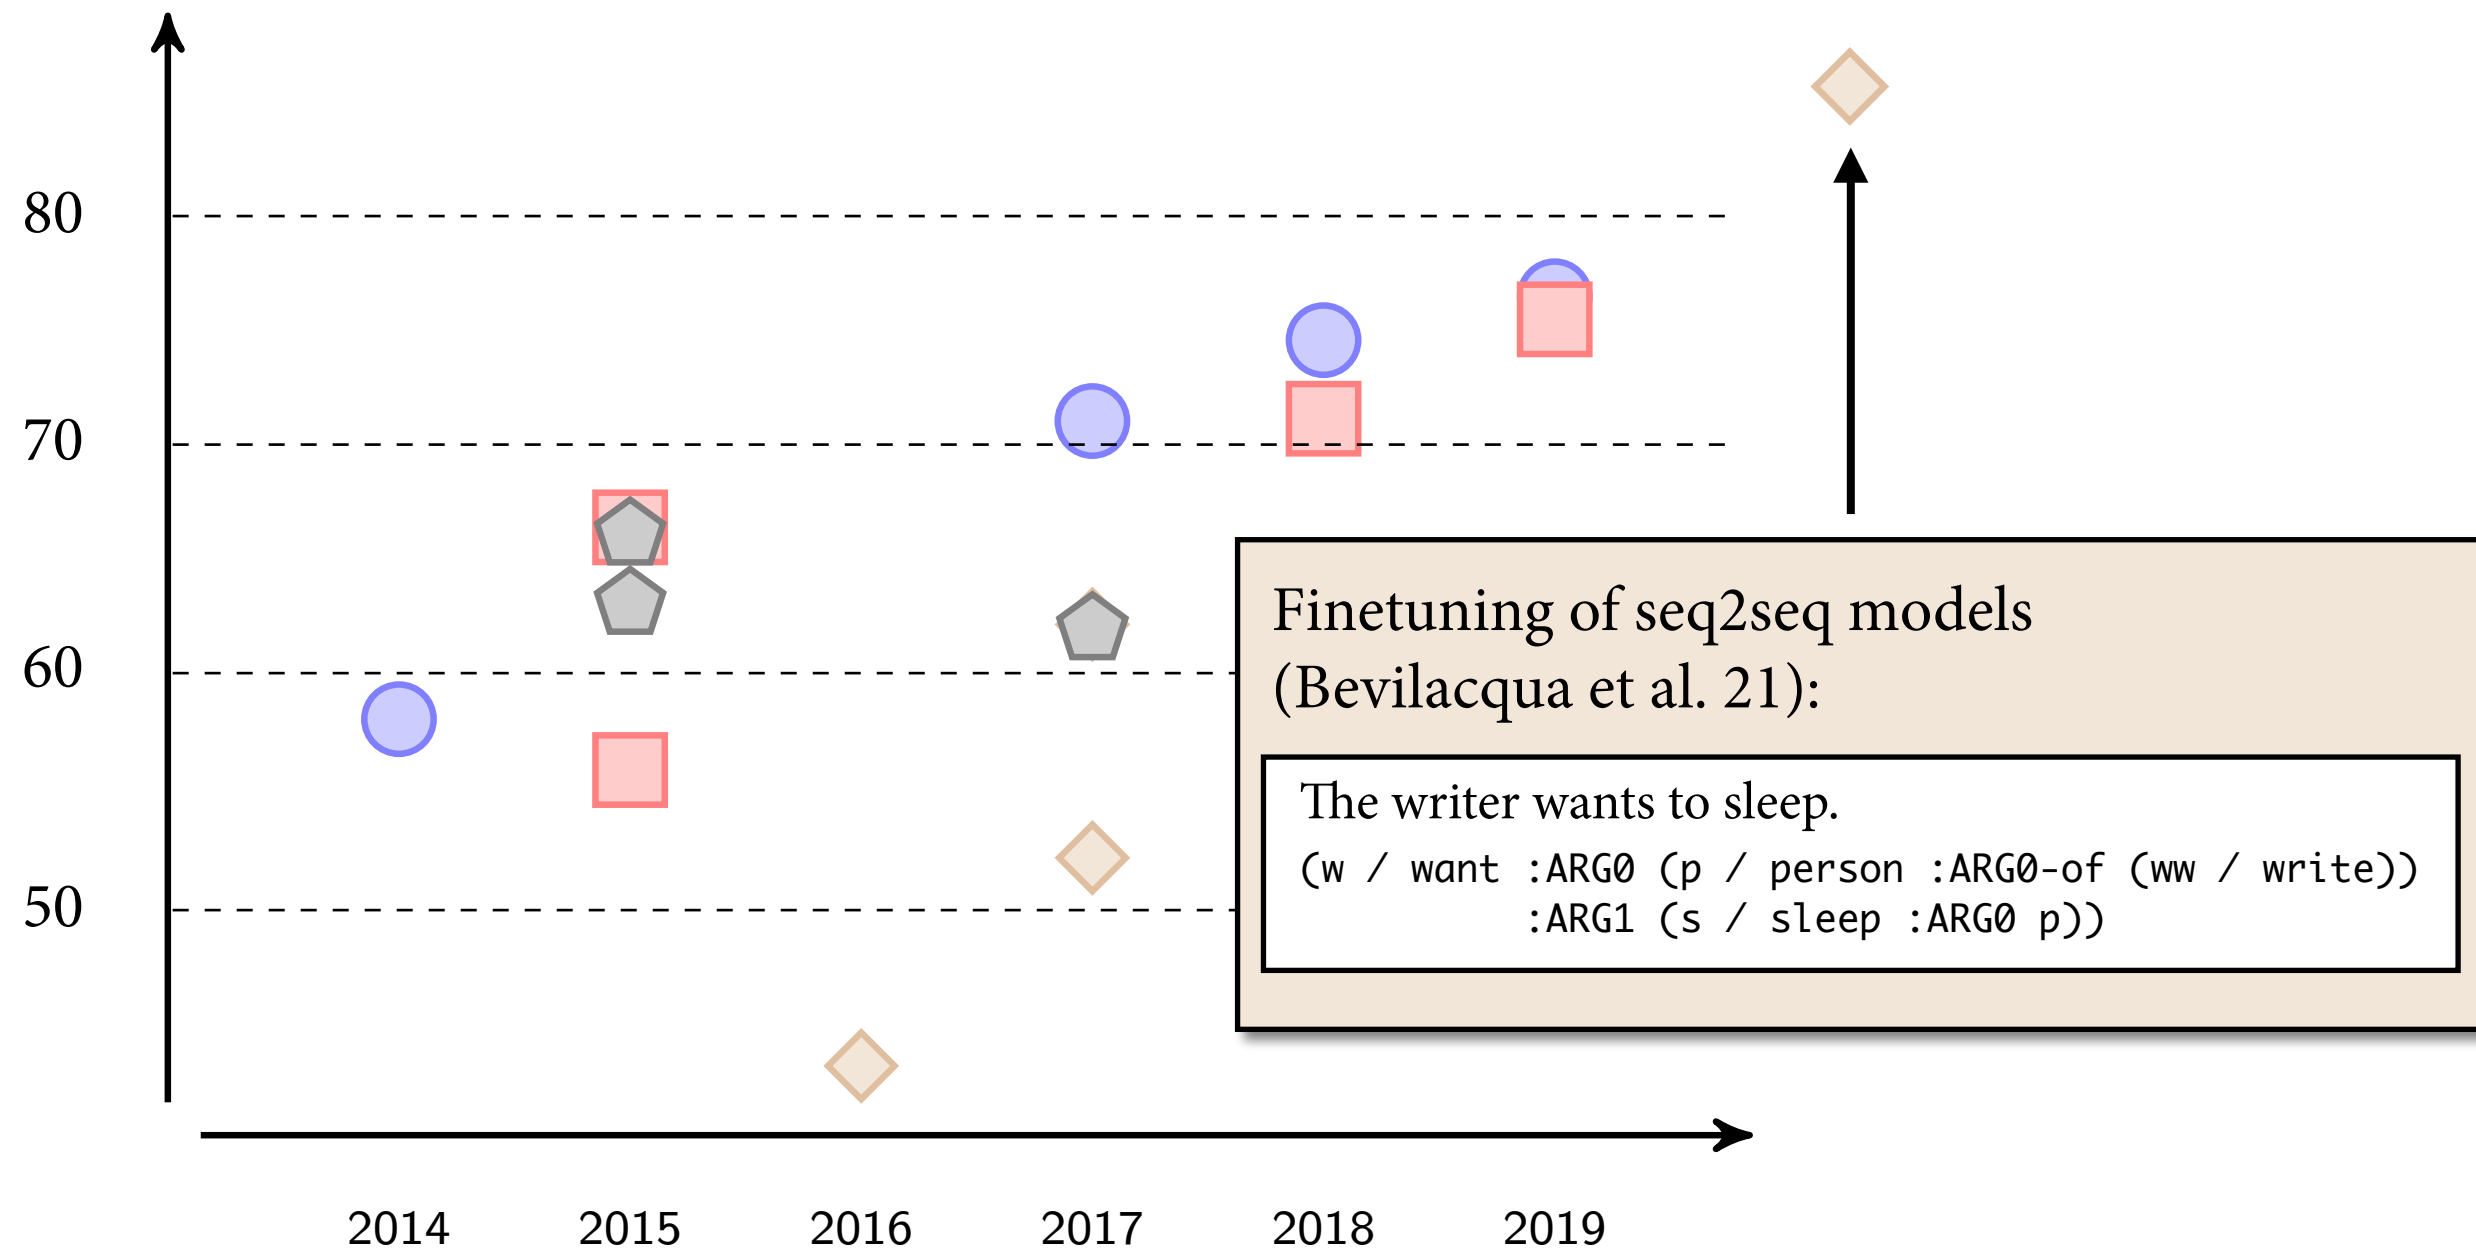 80
70
60
50
Finetuning of seq2seq models
(Bevilacqua et al. 21):
The writer wants to sleep.
(w / want :ARG0 (p / person :ARG0-of (ww / write))
:ARG1 (s / sleep :ARG0 p))
2014 2015 2016 2017 2018 2019